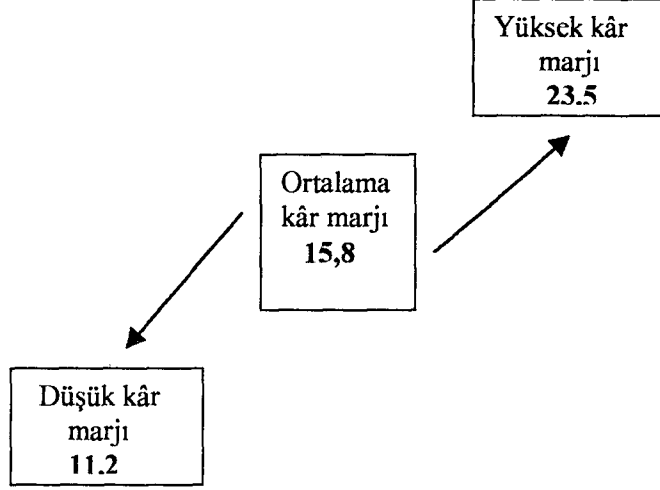 Yüksek kâr
marjı
23.5
Ortalama
kâr marjı
15,8
Düşük kâr
marjı
11.2